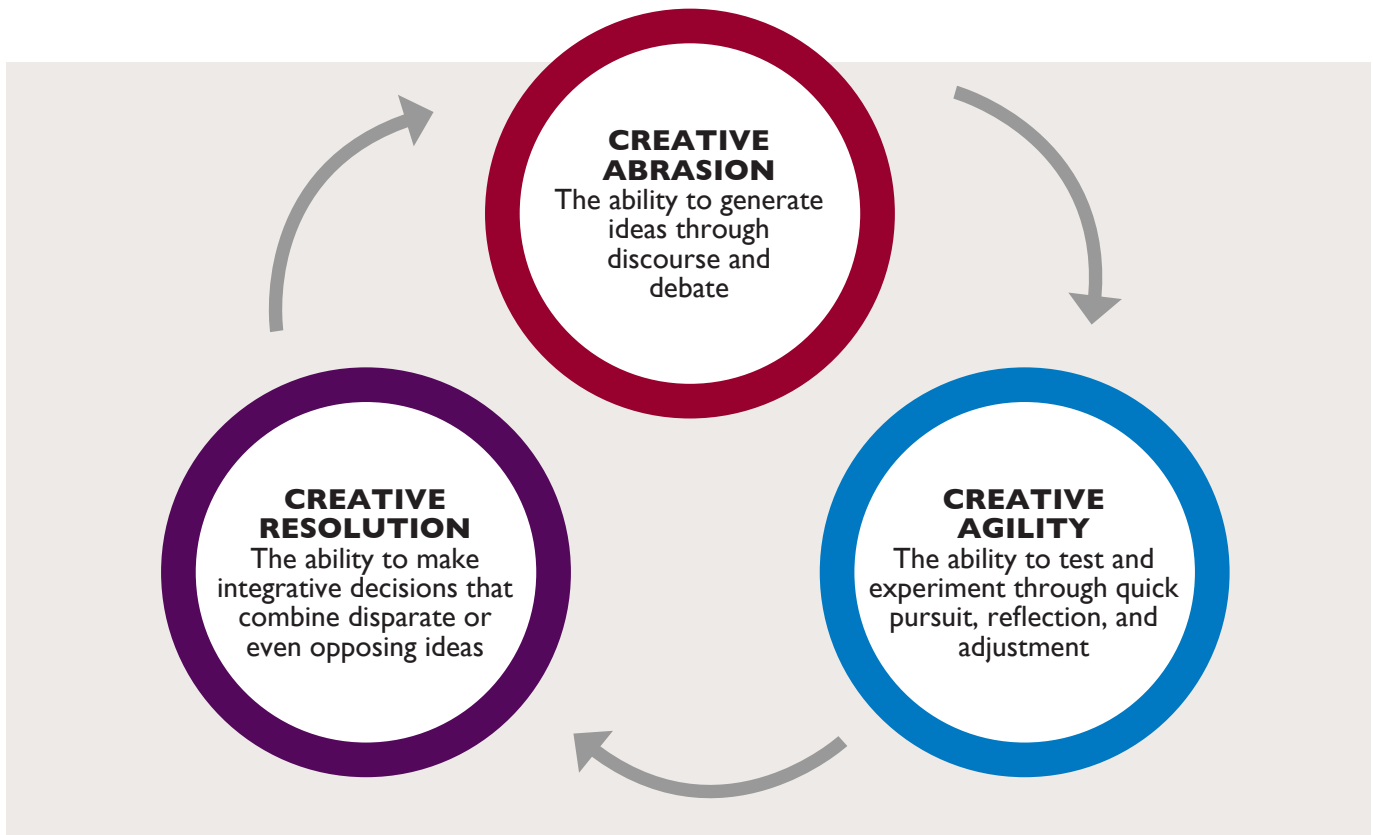 CREATIVE
ABRASION
The ability to generate
ideas through
discourse and
debate
CREATIVE
RESOLUTION
The ability to make
integrative decisions that
combine disparate or
even opposing ideas
CREATIVE
AGILITY
The ability to test and
experiment through quick
pursuit, reflection, and
adjustment